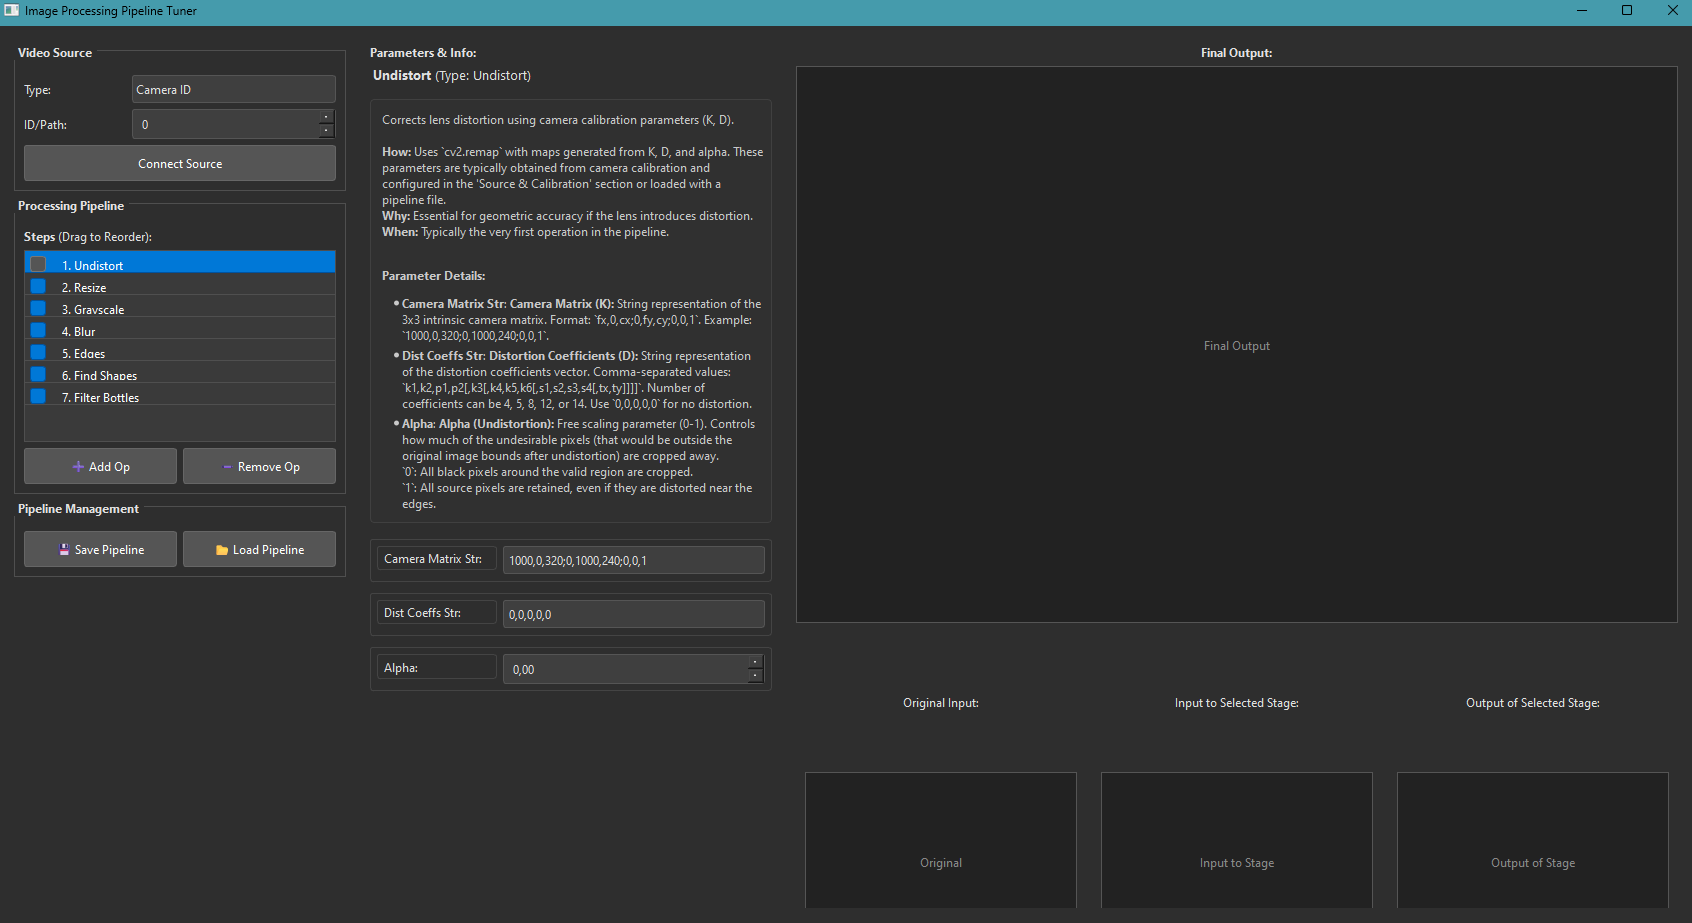 Image Processing Pipeline Tuner
Video Source
Type:
Camera ID
ID/Path:
0
Connect Source
Processing Pipeline
Steps (Drag to Reorder):
1. Undistort
2. Resize
3. Grayscale
4. Blur
5. Edges
6. Find Shapes
7. Filter Bottles
Add Op
Remove Op
Pipeline Management
Save Pipeline
Load Pipeline
Parameters & Info:
Undistort (Type: Undistort)
Corrects lens distortion using camera calibration parameters (K, D).
How: Uses `cv2.remap` with maps generated from K, D, and alpha. These
parameters are typically obtained from camera calibration and
configured in the 'Source & Calibration' section or loaded with a
pipeline file.
Why: Essential for geometric accuracy if the lens introduces distortion.
When: Typically the very first operation in the pipeline.
Parameter Details:
• Camera Matrix Str: Camera Matrix (K): String representation of the
3x3 intrinsic camera matrix. Format: `fx,0,cx;0,fy,cy;0,0,1`. Example:
`1000,0,320;0,1000,240;0,0,1`.
• Dist Coeffs Str: Distortion Coefficients (D): String representation
of the distortion coefficients vector. Comma-separated values:
`k1,k2,p1,p2[,k3[,k4,k5,k6[,s1,s2,s3,s4[,tx,ty]]]]`. Number of
coefficients can be 4, 5, 8, 12, or 14. Use `0,0,0,0,0` for no distortion.
• Alpha: Alpha (Undistortion): Free scaling parameter (0-1). Controls
how much of the undesirable pixels (that would be outside the
original image bounds after undistortion) are cropped away.
`0`: All black pixels around the valid region are cropped.
`1`: All source pixels are retained, even if they are distorted near the
edges.
Camera Matrix Str:
1000,0,320;0,1000,240;0,0,1
Dist Coeffs Str:
0,0,0,0,0
Alpha:
0,00
Final Output:
Final Output
Original Input:
Input to Selected Stage:
Output of Selected Stage:
Original
Input to Stage
Output of Stage